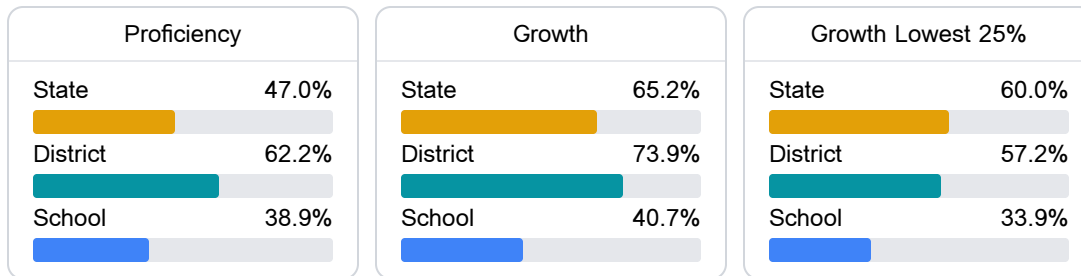 Proficiency
State 47.0%
District 62.2%
School 38.9%
Growth
State 65.2%
District 73.9%
School 40.7%
Growth Lowest 25%
State 60.0%
District 57.2%
School 33.9%